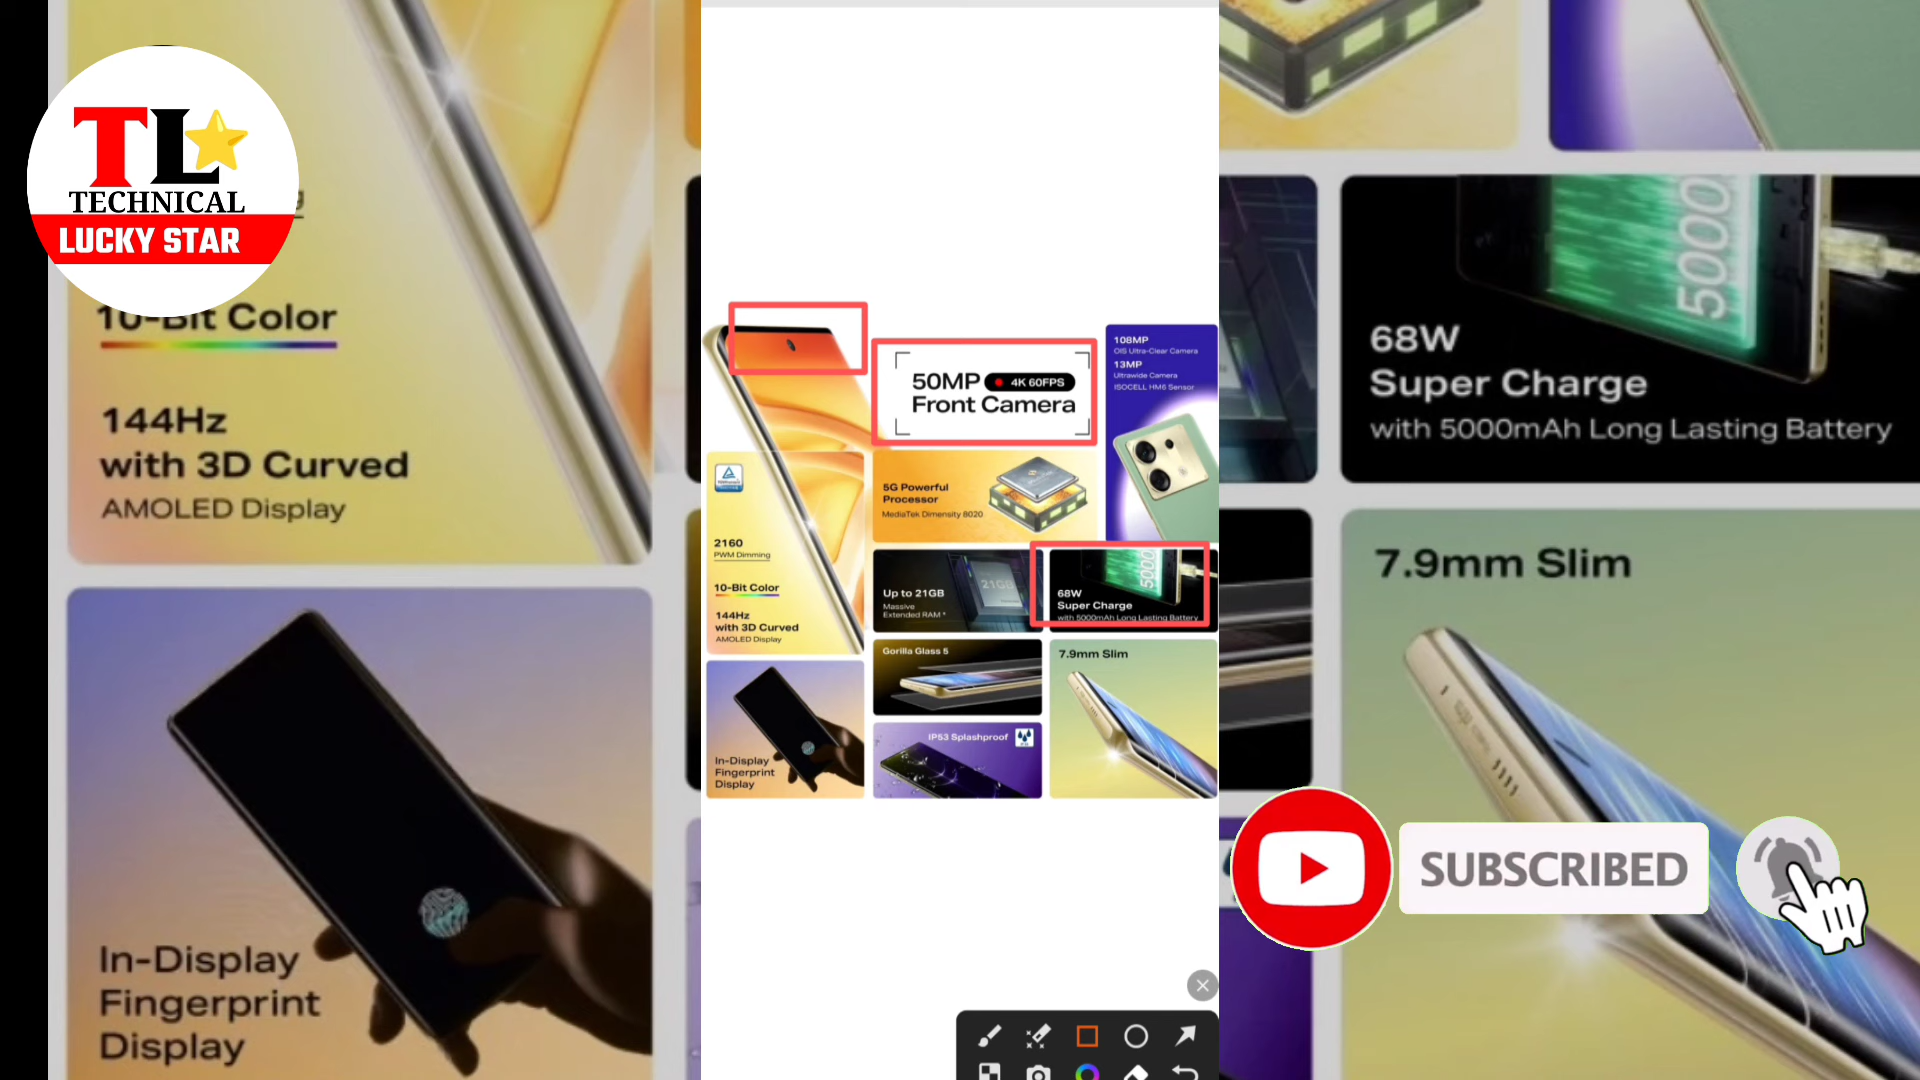 TL
TECHNICAL
LUCKY STAR
10-Bit Color
144Hz
with 3D Curved
AMOLED Display
In-Display
Fingerprint
Display
50MP 4K 60FPS
Front Camera
108MP
OIS Ultra-Clear Camera
13MP
Ultrawide Camera
ISOCELL HM6 Sensor
5G Powerful
Processor
MediaTek Dimensity 8020
2160
PWM Dimming
10-Bit Color
144Hz
with 3D Curved
AMOLED Display
Up to 21GB
Massive
Extended RAM *
21GB
5000
68W
Super Charge
with 5000mAh Long Lasting Battery
Gorilla Glass 5
7.9mm Slim
IP53 Splashproof
In-Display
Fingerprint
Display
5000
68W
Super Charge
with 5000mAh Long Lasting Battery
7.9mm Slim
SUBSCRIBED